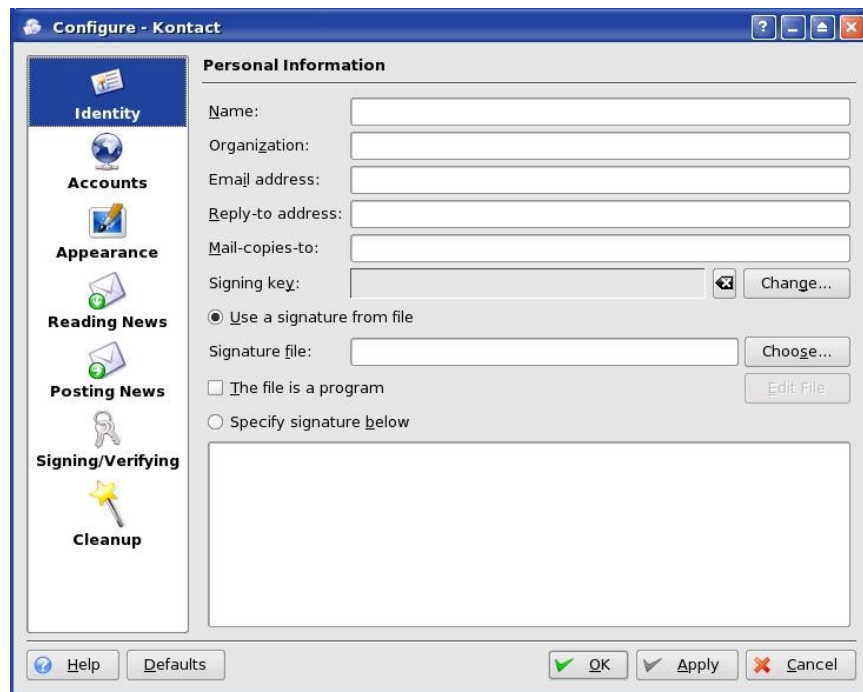 Configure - Kontact
Identity
Accounts
Appearance
Reading News
Posting News
Signing/Verifying
Cleanup
Personal Information
Name:
Organization:
Email address:
Reply-to address:
Mail-copies-to:
Signing key:
Change...
Use a signature from file
Signature file:
Choose...
The file is a program
Edit File
Specify signature below
Help
Defaults
OK
Apply
Cancel